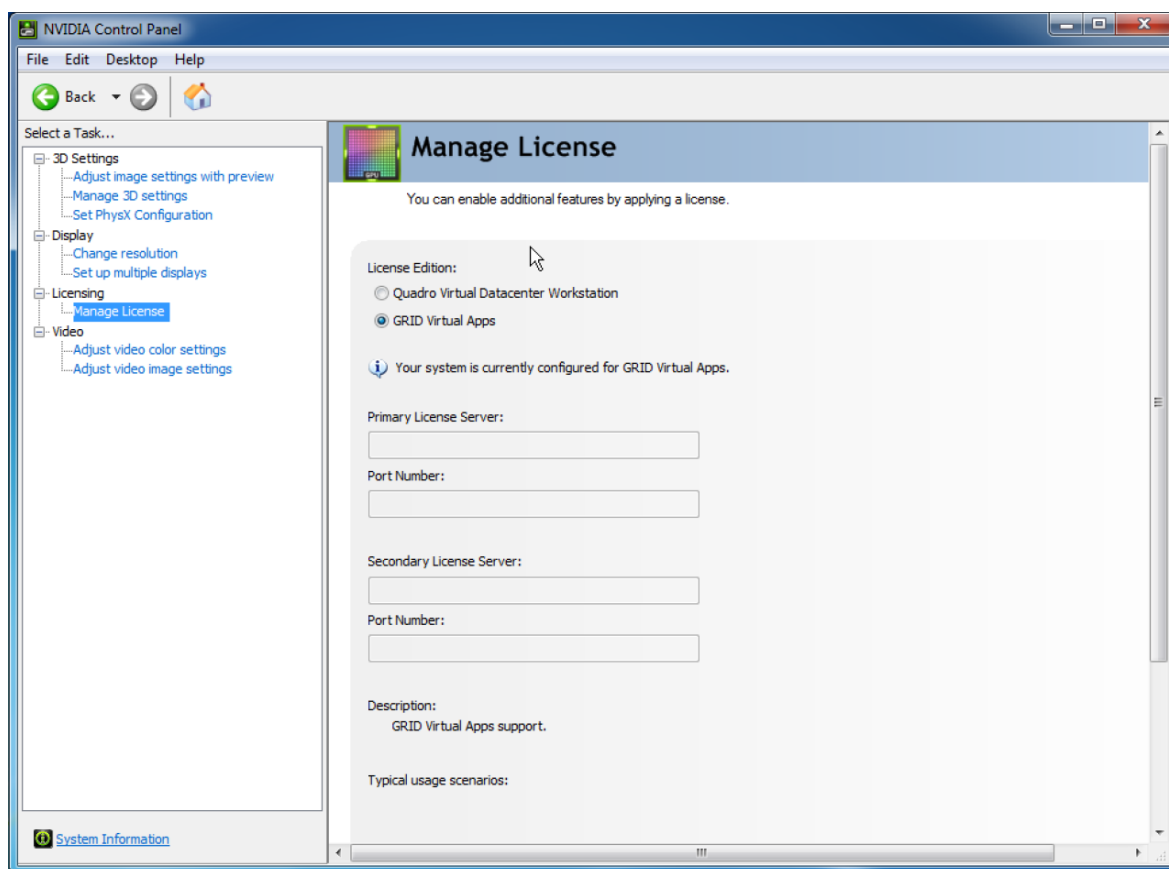 NVIDIA Control Panel
File Edit Desktop Help
Back
Select a Task...
3D Settings
Adjust image settings with preview
Manage 3D settings
Set PhysX Configuration
Display
Change resolution
Set up multiple displays
Licensing
Manage License
Video
Adjust video color settings
Adjust video image settings
System Information
GPU
Manage License
You can enable additional features by applying a license.
License Edition:
Quadro Virtual Datacenter Workstation
GRID Virtual Apps
Your system is currently configured for GRID Virtual Apps.
Primary License Server:
Port Number:
Secondary License Server:
Port Number:
Description:
GRID Virtual Apps support.
Typical usage scenarios: